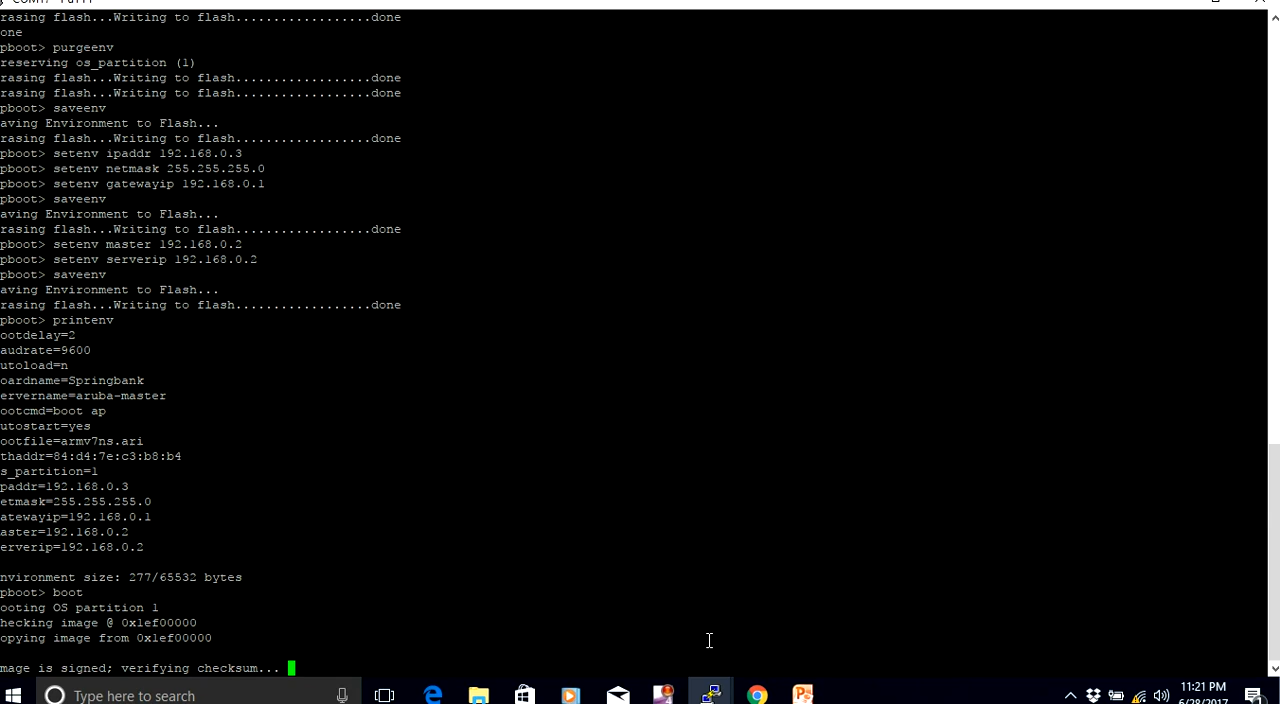 rasing flash...Writing to flash..................done
one
pboot> purgeenv
reserving os_partition (1)
rasing flash...Writing to flash..................done
rasing flash...Writing to flash..................done
pboot> saveenv
aving Environment to Flash...
rasing flash...Writing to flash..................done
pboot> setenv ipaddr 192.168.0.3
pboot> setenv netmask 255.255.255.0
pboot> setenv gatewayip 192.168.0.1
pboot> saveenv
aving Environment to Flash...
rasing flash...Writing to flash..................done
pboot> setenv master 192.168.0.2
pboot> setenv serverip 192.168.0.2
pboot> saveenv
aving Environment to Flash...
rasing flash...Writing to flash..................done
pboot> printenv
ootdelay=2
audrate=9600
utoload=n
oardname=Springbank
ervername=aruba-master
ootcmd=boot ap
utostart=yes
ootfile=armv7ns.ari
thaddr=84:d4:7e:c3:b8:b4
s_partition=1
paddr=192.168.0.3
etmask=255.255.255.0
atewayip=192.168.0.1
aster=192.168.0.2
erverip=192.168.0.2
nvironment size: 277/65532 bytes
pboot> boot
ooting OS partition 1
hecking image @ 0x1ef00000
opying image from 0x1ef00000
mage is signed; verifying checksum...
Type here to search
11:21 PM
6/28/2017